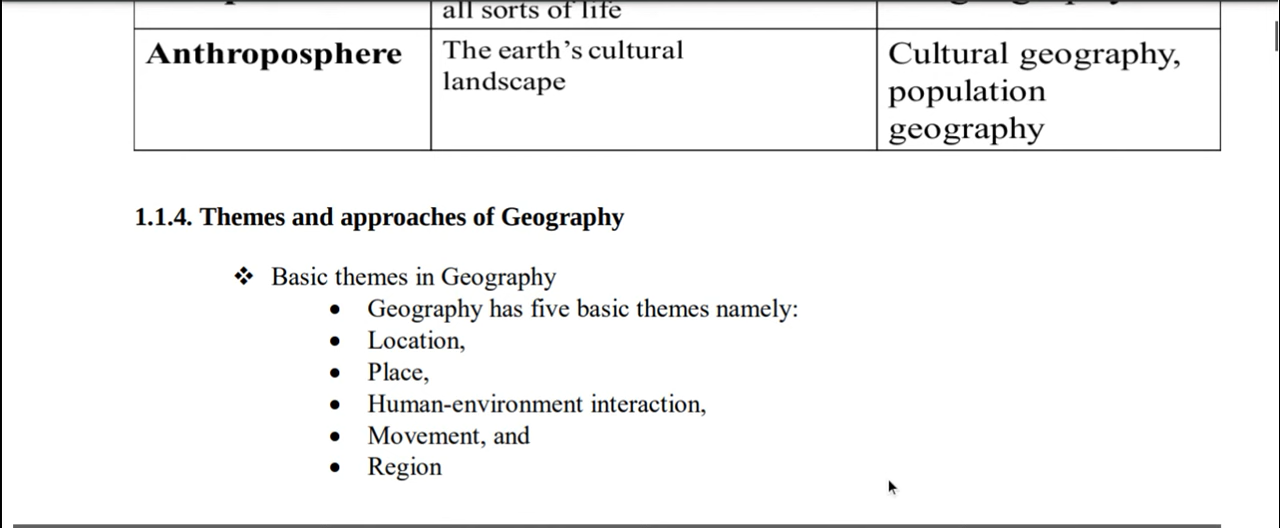 all sorts of life
Anthroposphere
The earth's cultural
landscape
Cultural geography,
population
geography
1.1.4. Themes and approaches of Geography
❖ Basic themes in Geography
• Geography has five basic themes namely:
• Location,
• Place,
• Human-environment interaction,
• Movement, and
• Region